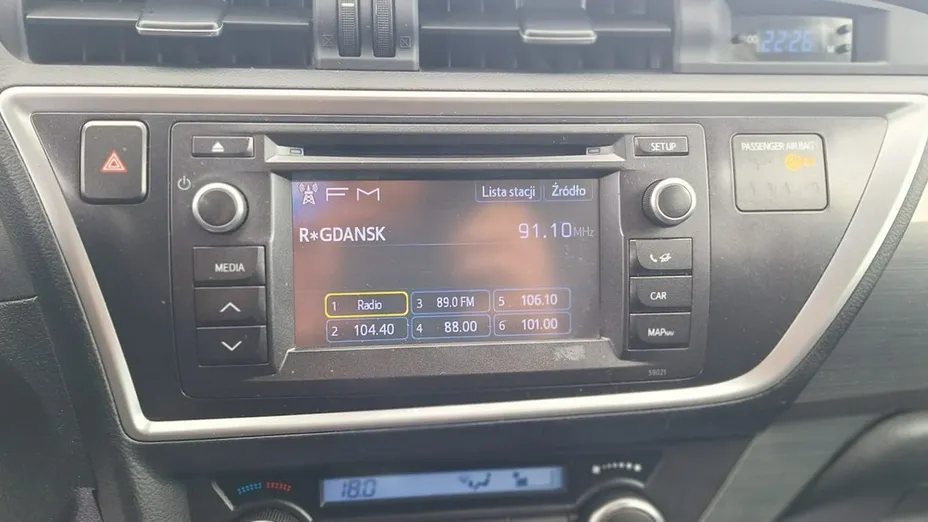 22:26
SETUP
PASSENGER AIR BAG
FM
Lista stacji Źródło
R*GDANSK 91.10MHz
MEDIA
CAR
1 Radio 3 89.0 FM 5 106.10
2 104.40 4 88.00 6 101.00
MAP
58021
18.0